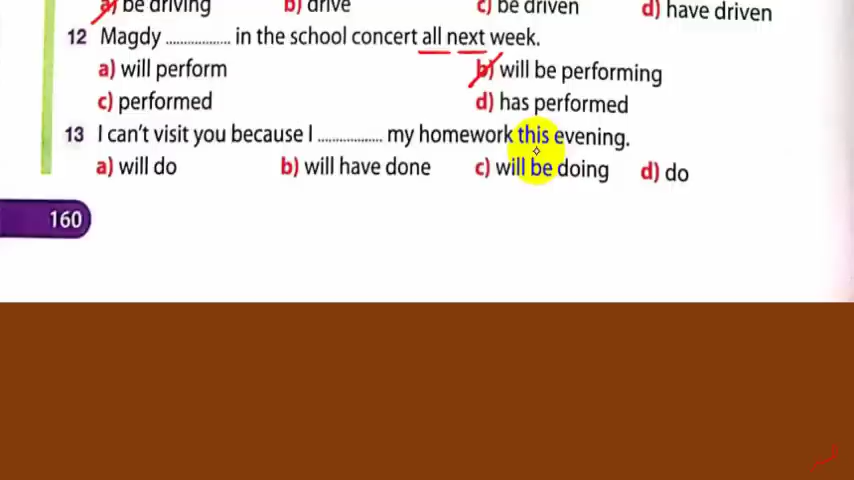 a) be driving b) drive c) be driven d) have driven
12 Magdy ................ in the school concert all next week.
a) will perform b) will be performing
c) performed d) has performed
13 I can't visit you because I ................ my homework this evening.
a) will do b) will have done c) will be doing d) do
160